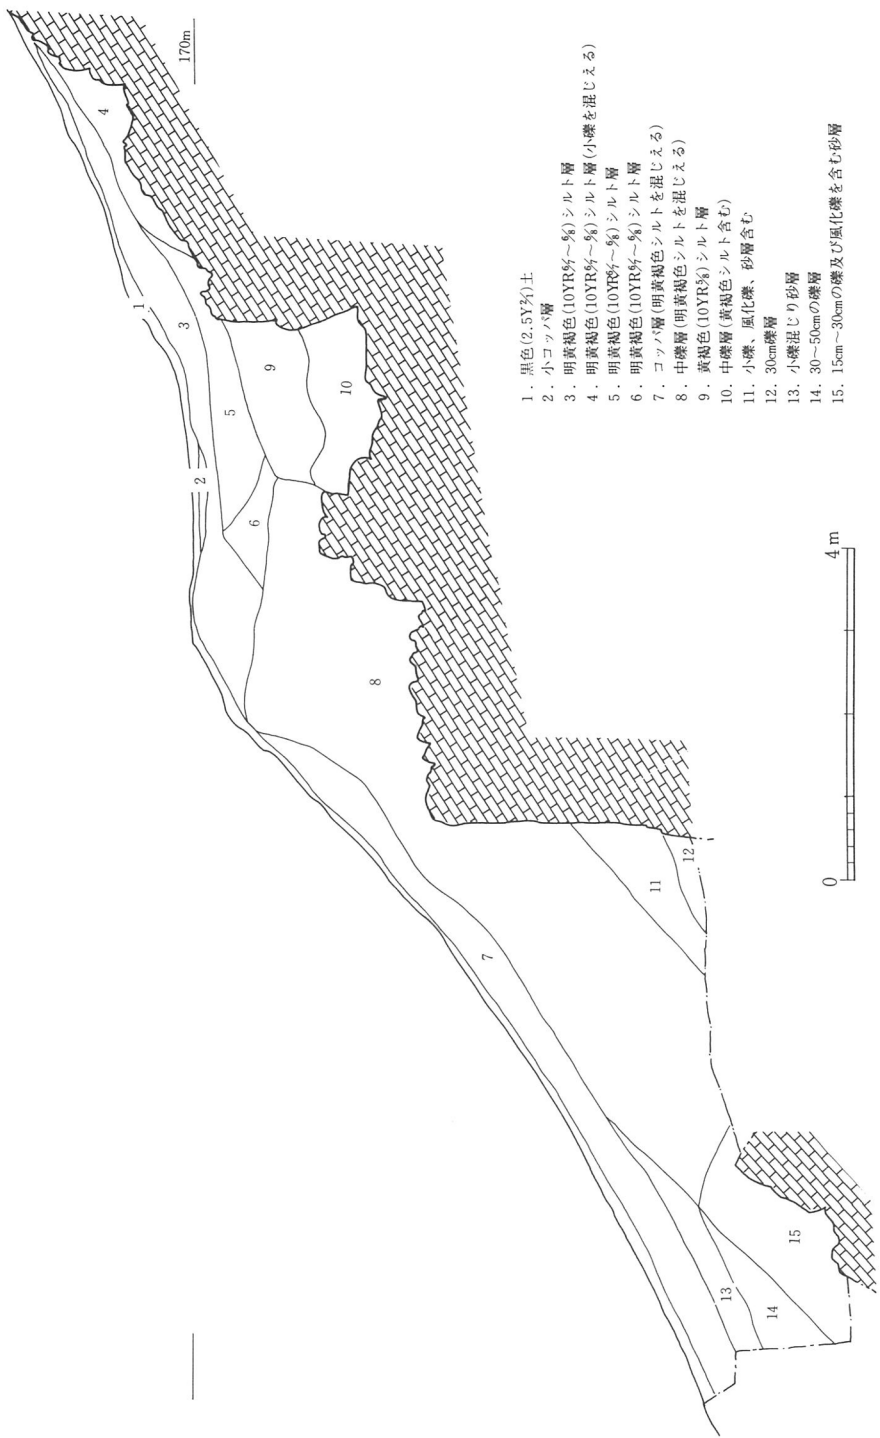 170m
1
2
3
4
5
6
7
8
9
10
11
12
13
14
15
1. 黒色(2.5Y2/1)土
2. 小コッパ層
3. 明黄褐色(10YR6/6~6/8)シルト層
4. 明黄褐色(10YR6/6~6/8)シルト層(小礫を混じえる)
5. 明黄褐色(10YR6/6~6/8)シルト層
6. 明黄褐色(10YR6/6~6/8)シルト層
7. コッパ層(明黄褐色シルトを混じえる)
8. 中礫層(明黄褐色シルトを混じえる)
9. 黄褐色(10YR5/8)シルト層
10. 中礫層(黄褐色シルト含む)
11. 小礫、風化礫、砂層含む
12. 30cm礫層
13. 小礫混じり砂層
14. 30~50cmの礫層
15. 15cm~30cmの礫及び風化礫を含む砂層
0
4 m